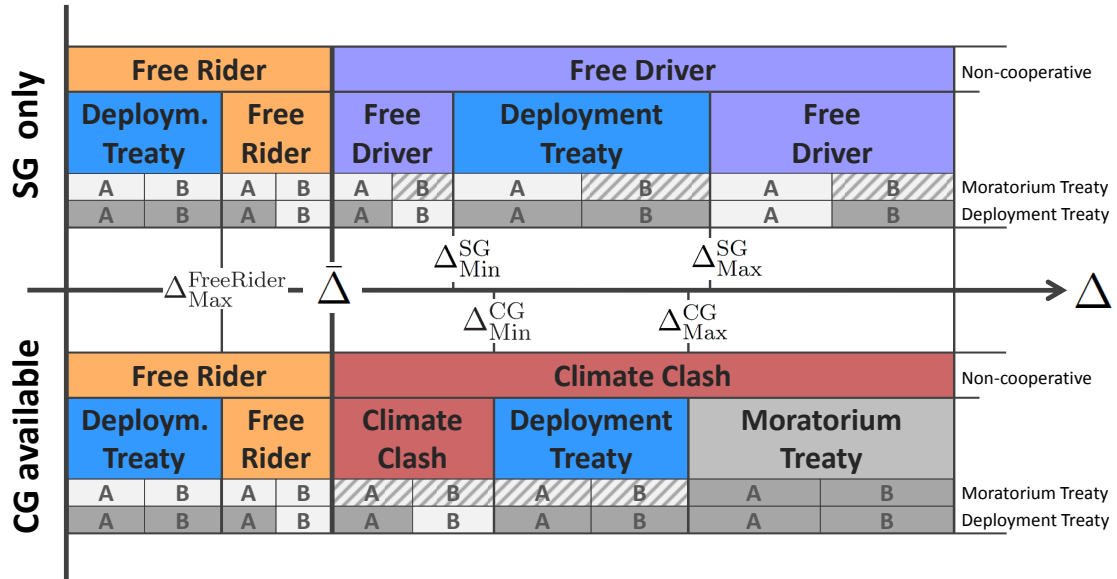 SG only
Free Rider Free Driver Non-cooperative
Deploym. Free Free Deployment Free
Treaty Rider Driver Treaty Driver
A B A B A B A B A B Moratorium Treaty
A B A B A B A B A B Deployment Treaty
Δ^SG_Min Δ^SG_Max
Δ^FreeRider_Max Δ̄ Δ
Δ^CG_Min Δ^CG_Max
CG available
Free Rider Climate Clash Non-cooperative
Deploym. Free Climate Deployment Moratorium
Treaty Rider Clash Treaty Treaty
A B A B A B A B A B Moratorium Treaty
A B A B A B A B A B Deployment Treaty